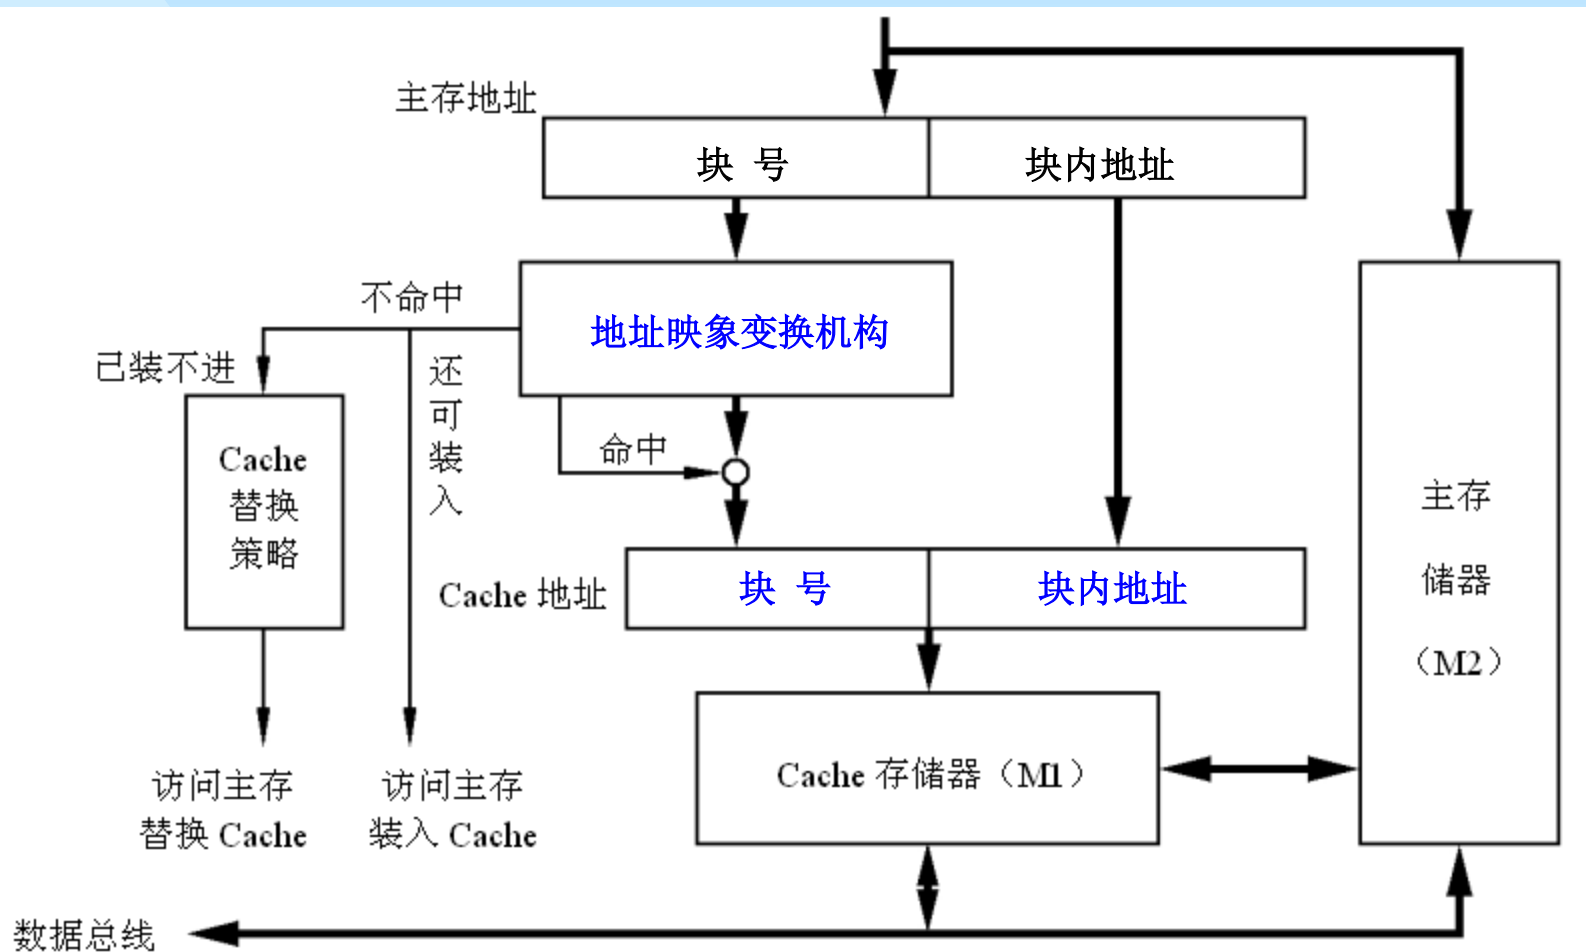 主存地址
块 号
块内地址
不命中
地址映象变换机构
已装不进
还
可
装
入
Cache
替换
策略
命中
主存
储器
（M2）
Cache 地址
块 号
块内地址
Cache 存储器（M1）
访问主存
替换 Cache
访问主存
装入 Cache
数据总线